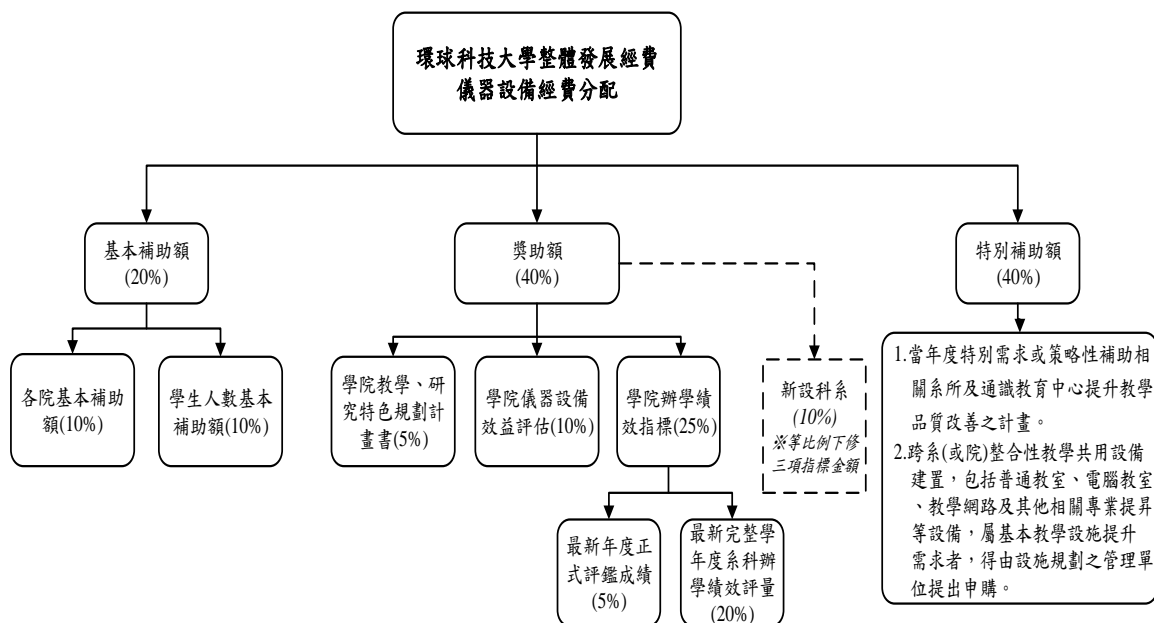 環球科技大學整體發展經費
儀器設備經費分配
基本補助額
(20%)
獎助額
(40%)
特別補助額
(40%)
各院基本補助
額(10%)
學生人數基本
補助額(10%)
學院教學、研
究特色規劃計
畫書(5%)
學院儀器設備
效益評估(10%)
學院辦學績
效指標(25%)
新設科系
(10%)
※等比例下修
三項指標金額
1.當年度特別需求或策略性補助相
關系所及通識教育中心提升教學
品質改善之計畫。
2.跨系(或院)整合性教學共用設備
建置，包括普通教室、電腦教室
、教學網路及其他相關專業提昇
等設備，屬基本教學設施提升
需求者，得由設施規劃之管理單
位提出申購。
最新年度正
式評鑑成績
(5%)
最新完整學
年度系科辦
學績效評量
(20%)